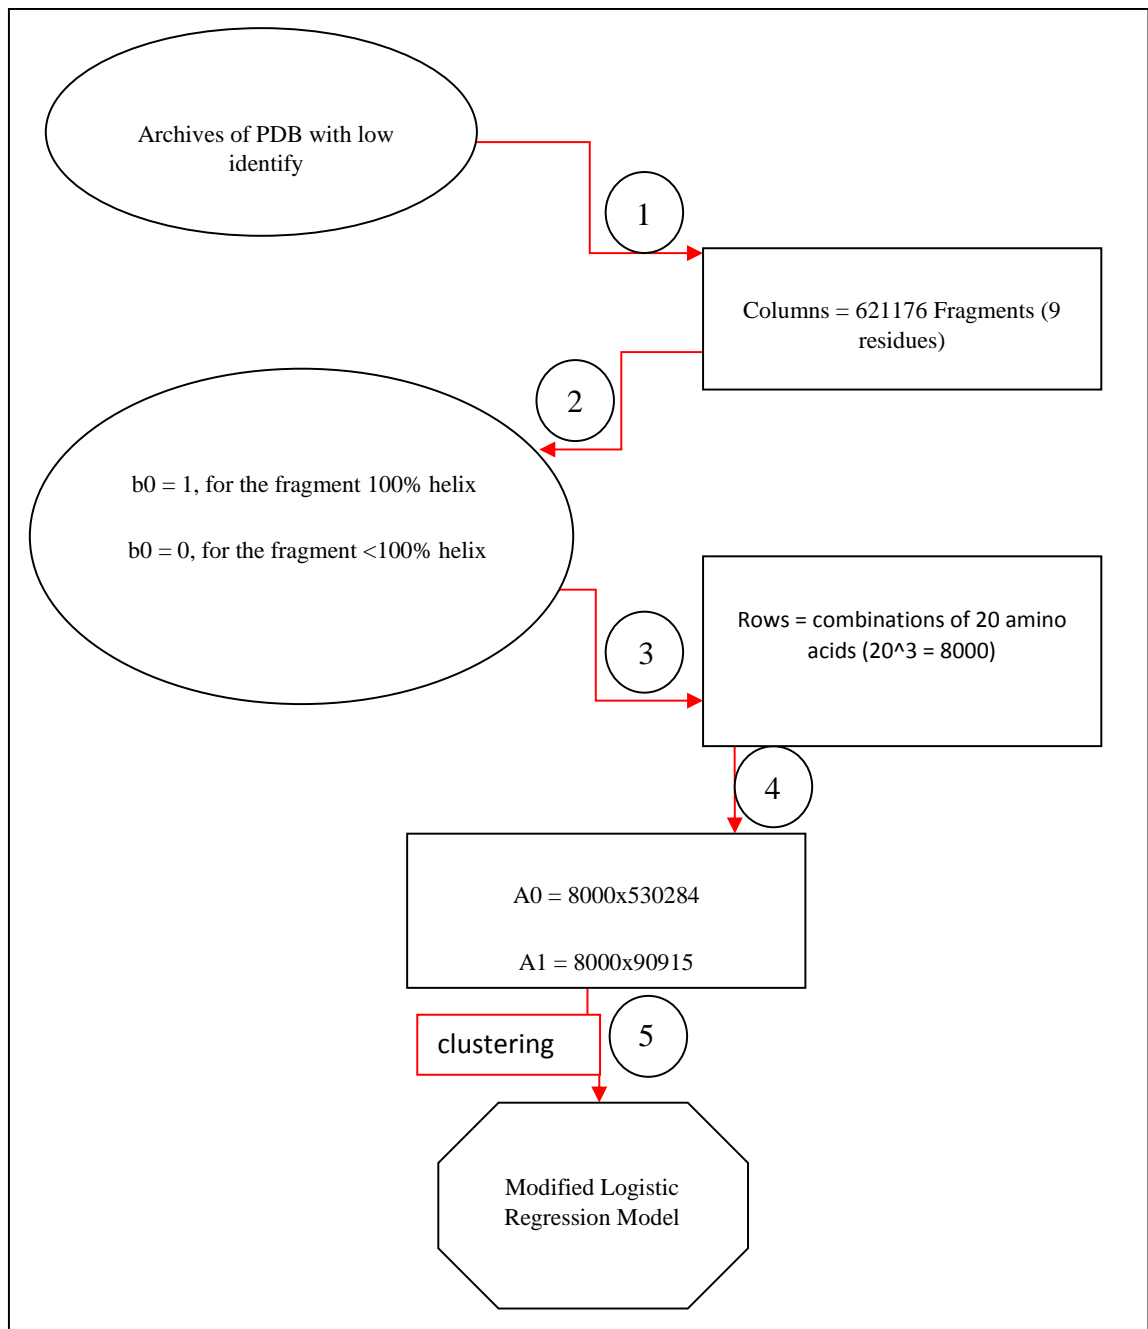 Archives of PDB with low
identify
1
Columns = 621176 Fragments (9
residues)
2
b0 = 1, for the fragment 100% helix
b0 = 0, for the fragment <100% helix
3
Rows = combinations of 20 amino
acids (20^3 = 8000)
4
A0 = 8000x530284
A1 = 8000x90915
5
clustering
Modified Logistic
Regression Model